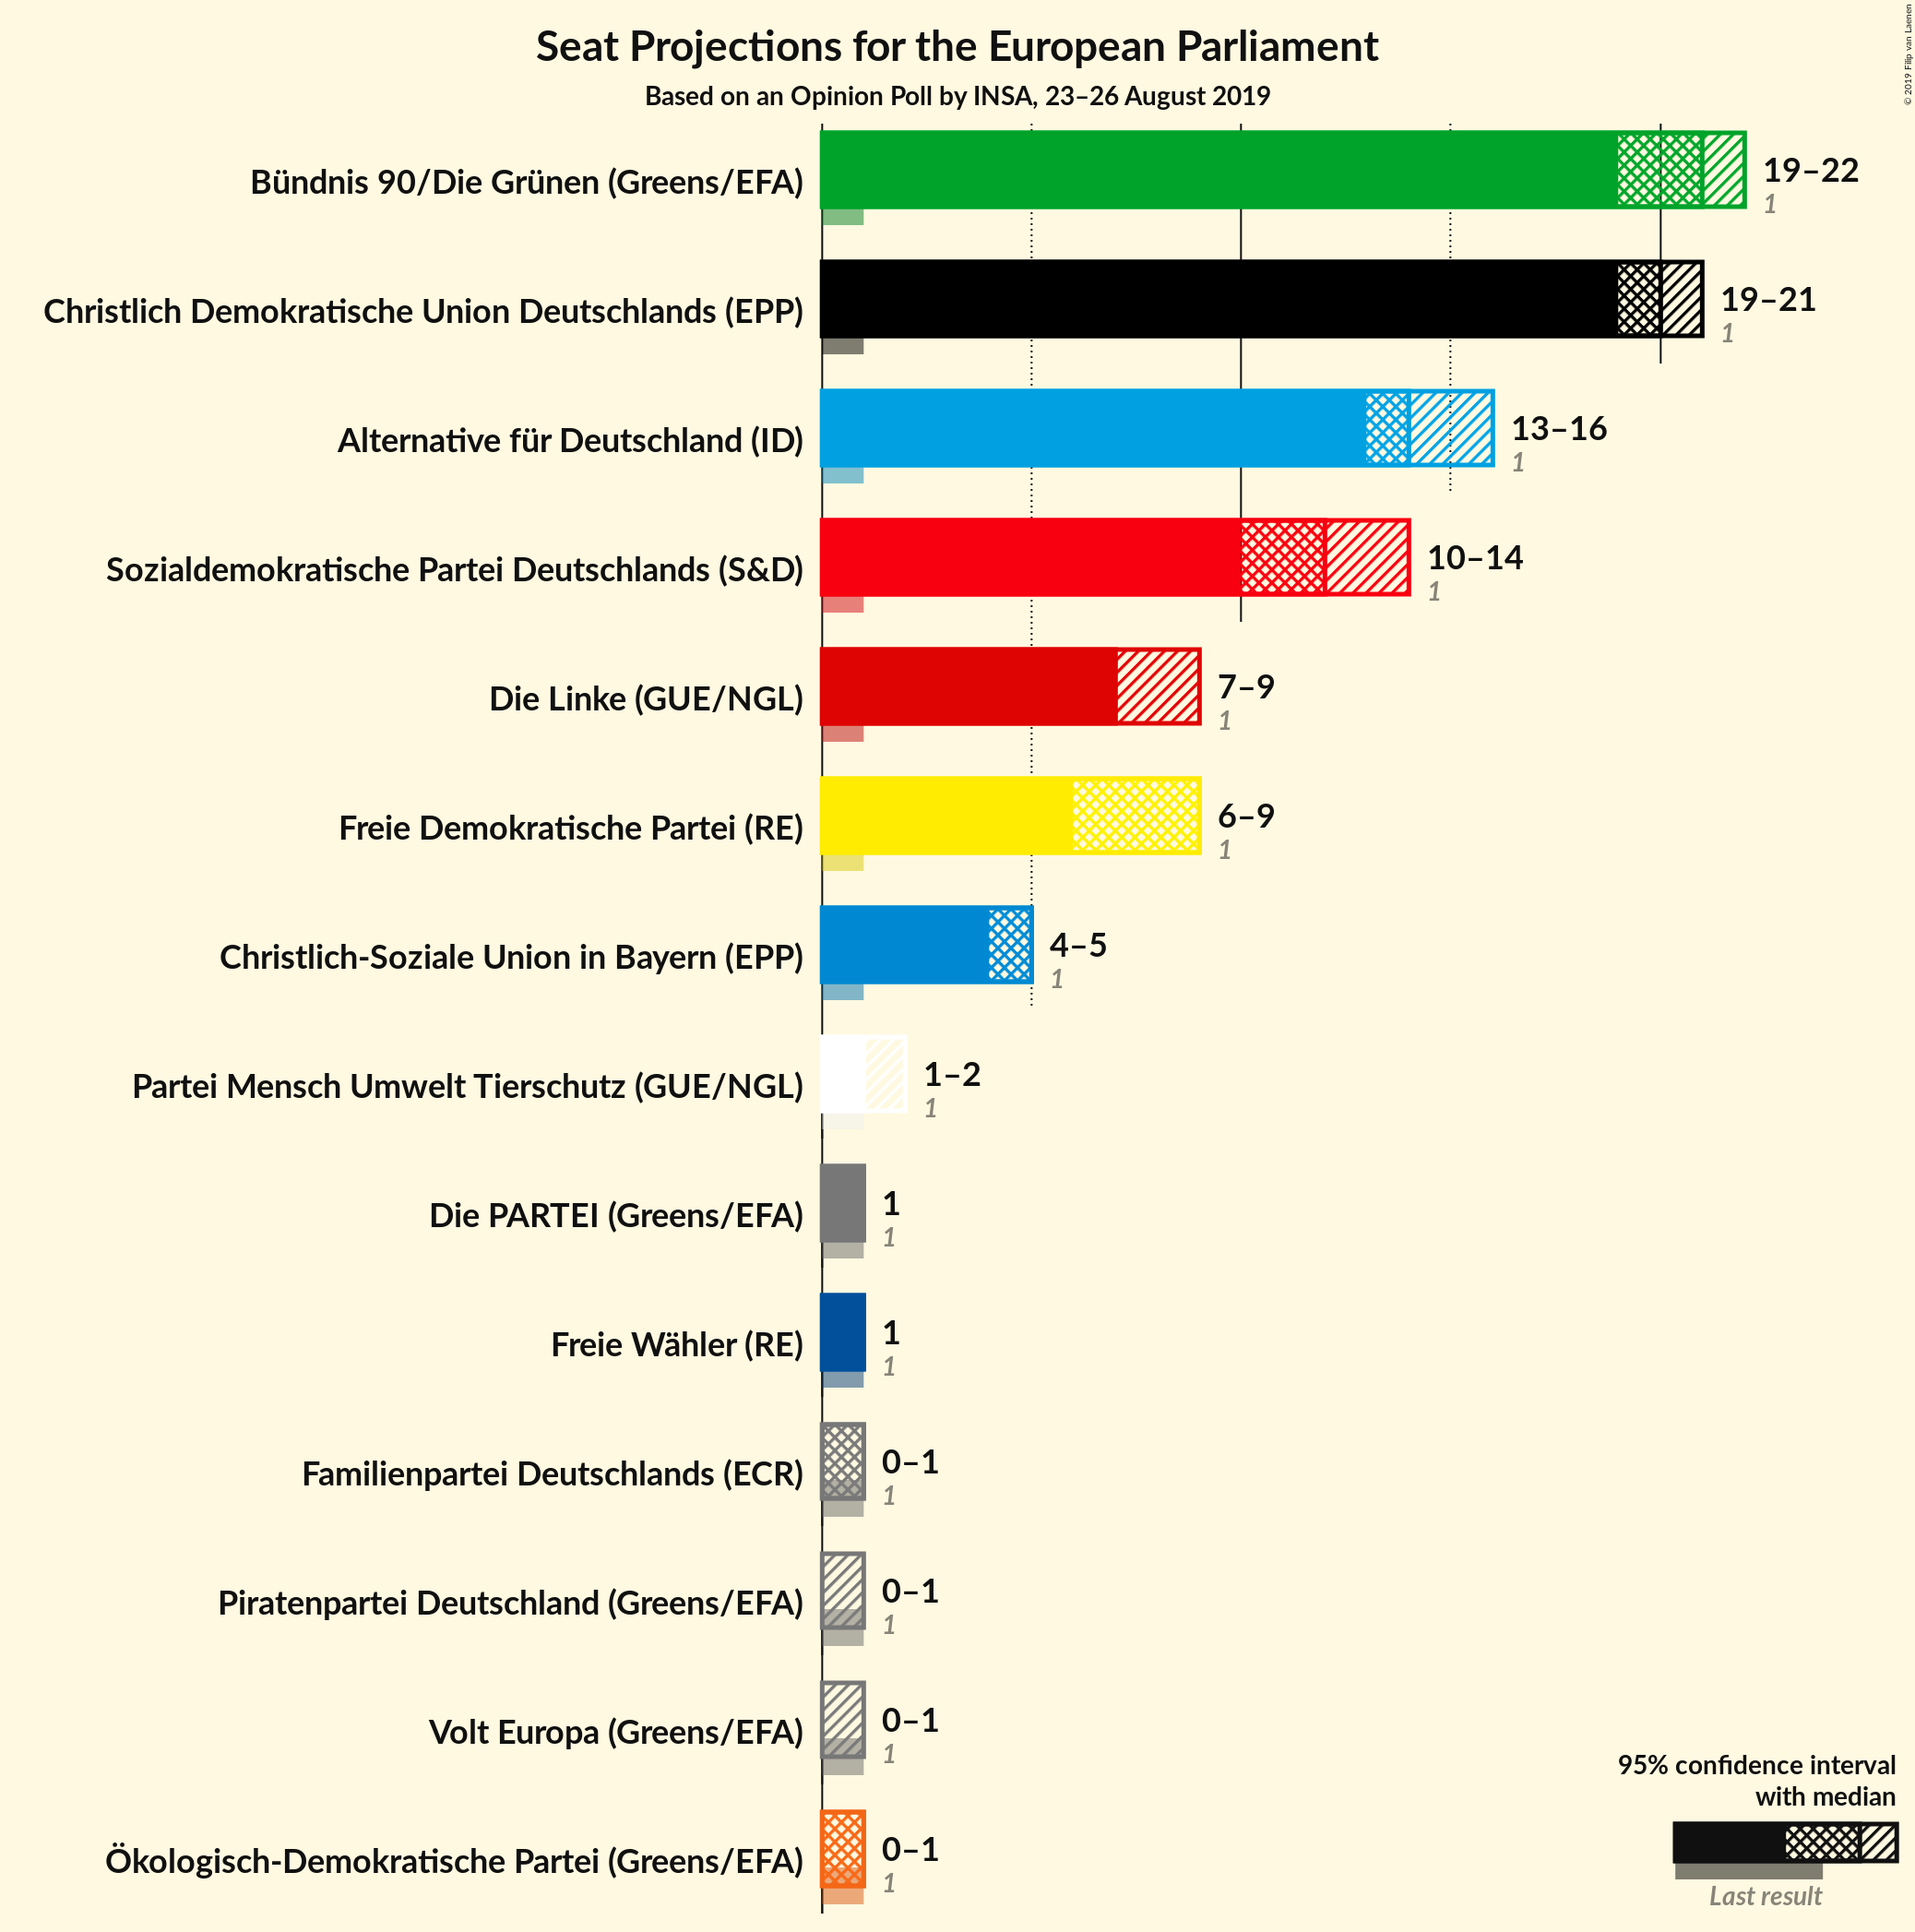 Seat Projections for the European Parliament
Based on an Opinion Poll by INSA, 23–26 August 2019
© 2019 Filip van Laenen
Bündnis 90/Die Grünen (Greens/EFA)
19–22
1
Christlich Demokratische Union Deutschlands (EPP)
19–21
1
Alternative für Deutschland (ID)
13–16
1
Sozialdemokratische Partei Deutschlands (S&D)
10–14
1
Die Linke (GUE/NGL)
7–9
1
Freie Demokratische Partei (RE)
6–9
1
Christlich-Soziale Union in Bayern (EPP)
4–5
1
Partei Mensch Umwelt Tierschutz (GUE/NGL)
1–2
1
Die PARTEI (Greens/EFA)
1
1
Freie Wähler (RE)
1
1
Familienpartei Deutschlands (ECR)
0–1
1
Piratenpartei Deutschland (Greens/EFA)
0–1
1
Volt Europa (Greens/EFA)
0–1
1
Ökologisch-Demokratische Partei (Greens/EFA)
0–1
1
95% confidence interval
with median
Last result